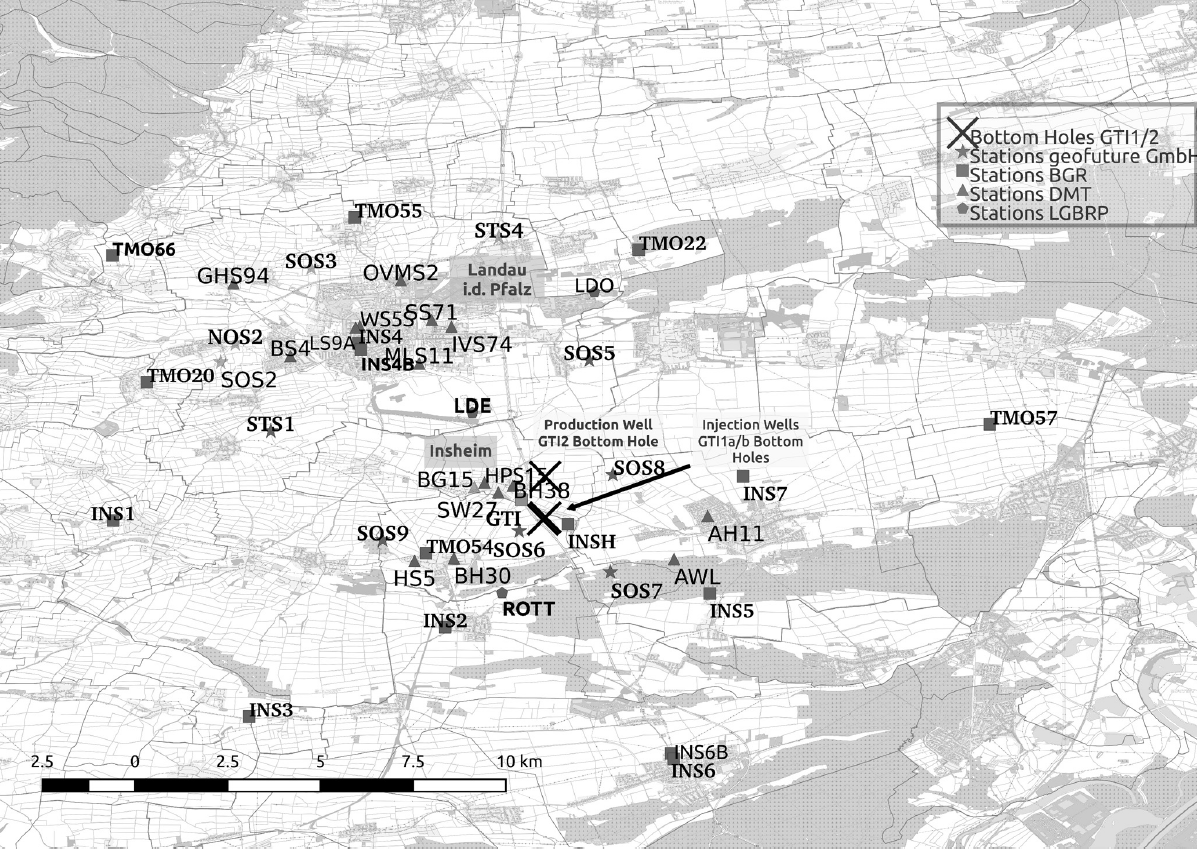 Bottom Holes GTI1/2
Stations geofuture GmbH
Stations BGR
Stations DMT
Stations LGBRP
TMO55
STS4
TMO66
TMO22
SOS3
GHS94
OVMS2
Landau
i.d. Pfalz
LDO
WS55
SS71
NOS2
LS9A
INS4
IVS74
BS4
MLS11
INS4B
SOS5
TMO20
SOS2
LDE
STS1
TMO57
Production Well
GTI2 Bottom Hole
Injection Wells
GTI1a/b Bottom
Holes
Insheim
SOS8
BG15
HPS15
BH38
INS7
SW27
GTI
INS1
SOS9
INSH
AH11
TMO54
SOS6
HS5
BH30
AWL
SOS7
ROTT
INS5
INS2
INS3
INS6B
INS6
2.5 0 2.5 5 7.5 10 km